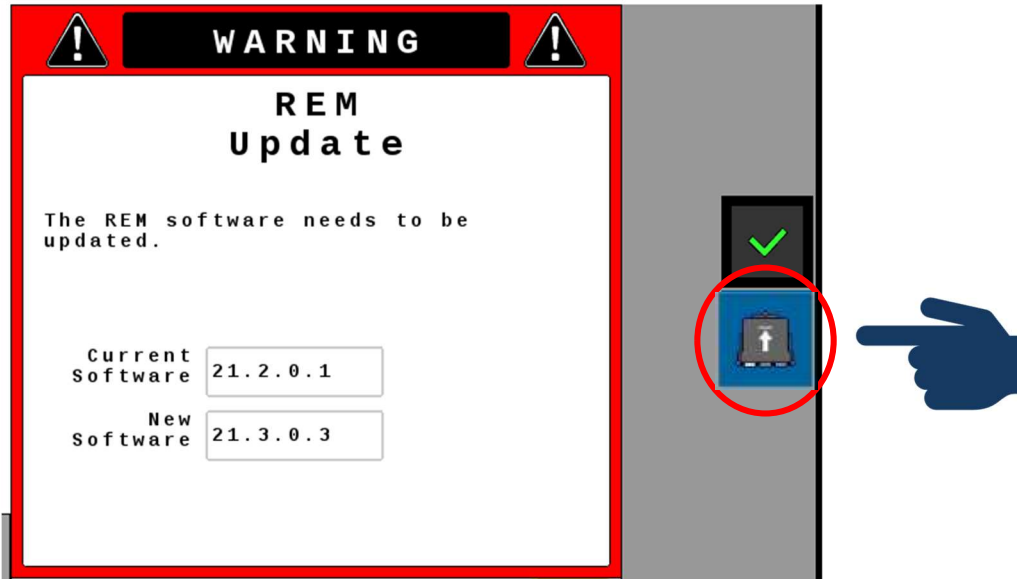 WARNING
REM
Update
The REM software needs to be
updated.
Current
Software
21.2.0.1
New
Software
21.3.0.3